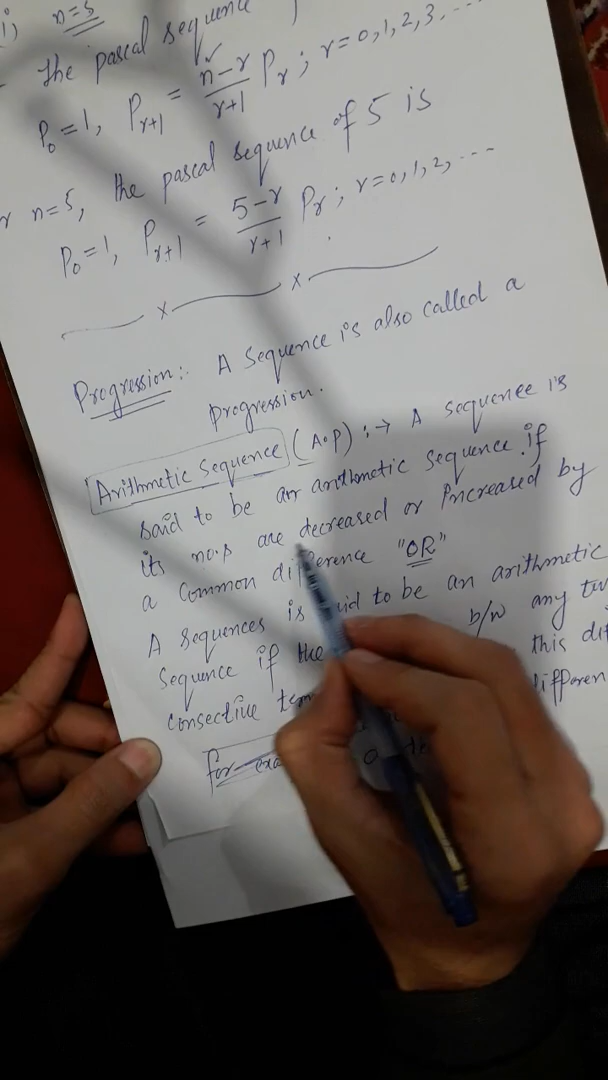 n=5
The pascal sequence
P₀=1, Pᵣ₊₁ = n-r/r+1 Pᵣ ; r=0,1,2,3,...
n=5, the pascal sequence of 5 is
P₀=1, Pᵣ₊₁ = 5-r/r+1 Pᵣ ; r=0,1,2,...
x x
Progression:- A Sequence is also called a
progression.
Arithmetic Sequence (A.P) :→ A sequence is
said to be an arithmetic sequence if
its no.s are decreased or increased by
a common difference "OR"
A sequences is to be an arithmetic
Sequence if the b/w any
consective this
for